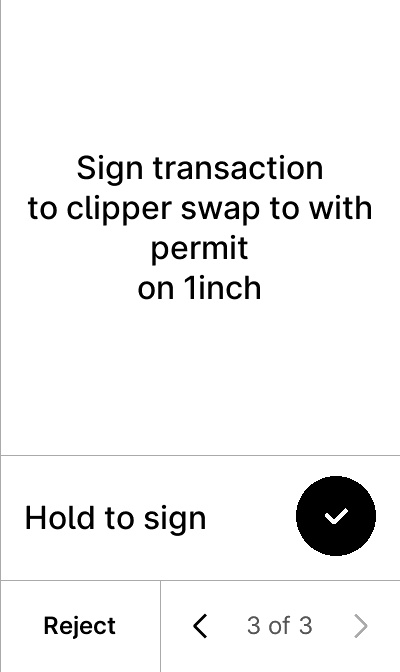 Sign transaction
to clipper swap to with
permit
on 1inch
Hold to sign
Reject
3 of 3